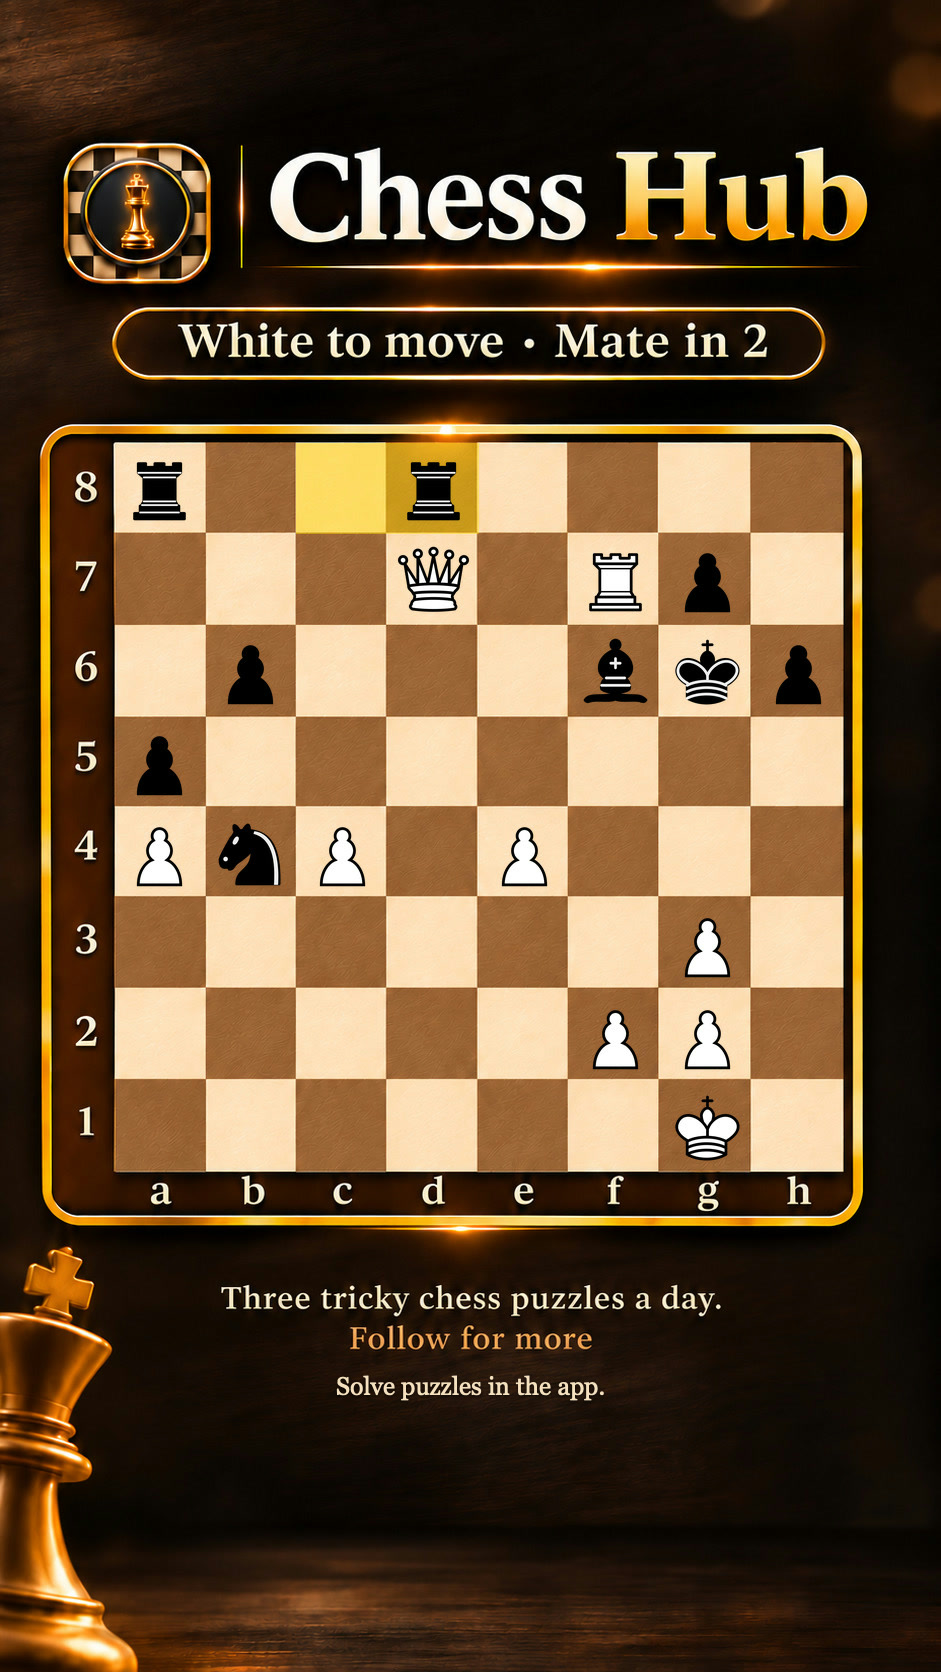 Chess Hub
White to move • Mate in 2
8
7
6
5
4
3
2
1
a b c d e f g h
Three tricky chess puzzles a day.
Follow for more
Solve puzzles in the app.